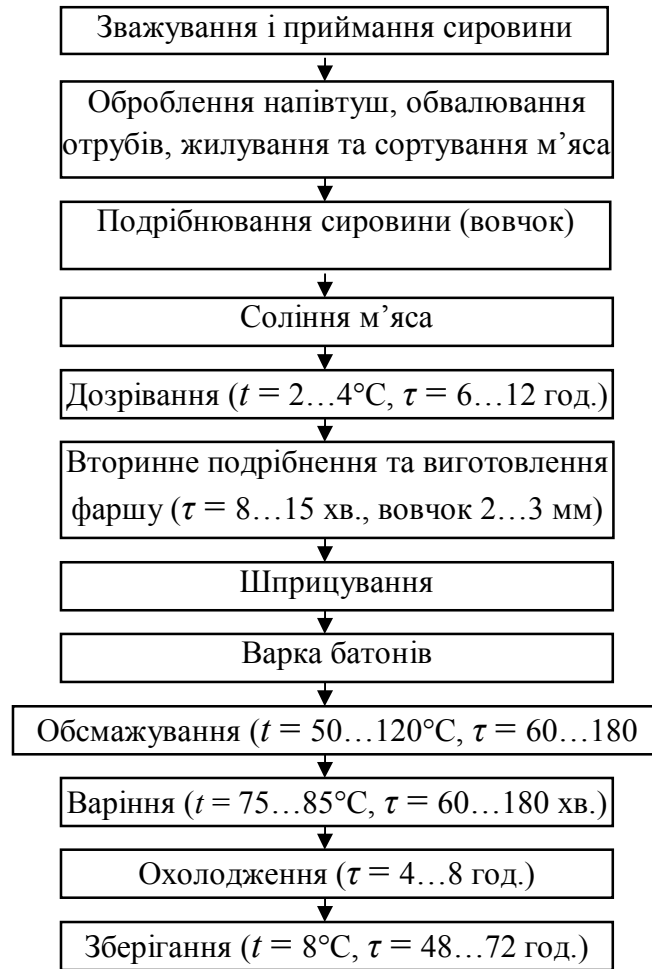 Зважування і приймання сировини
Оброблення напівтуш, обвалювання
отрубів, жилування та сортування м’яса
Подрібнювання сировини (вовчок)
Соління м’яса
Дозрівання (t = 2…4°C, τ = 6…12 год.)
Вторинне подрібнення та виготовлення
фаршу (τ = 8…15 хв., вовчок 2…3 мм)
Шприцування
Варка батонів
Обсмажування (t = 50…120°C, τ = 60…180
Варіння (t = 75…85°C, τ = 60…180 хв.)
Охолодження (τ = 4…8 год.)
Зберігання (t = 8°C, τ = 48…72 год.)